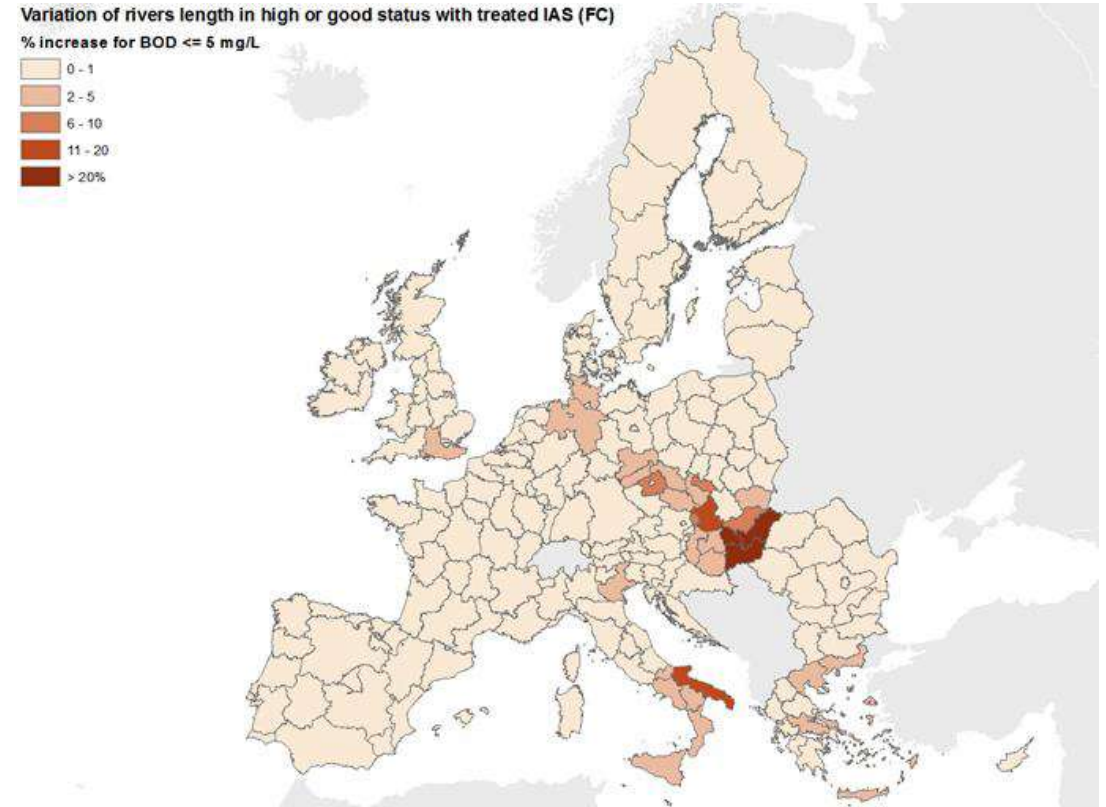 Variation of rivers length in high or good status with treated IAS (FC)
% increase for BOD <= 5 mg/L
0 - 1
2 - 5
6 - 10
11 - 20
> 20%